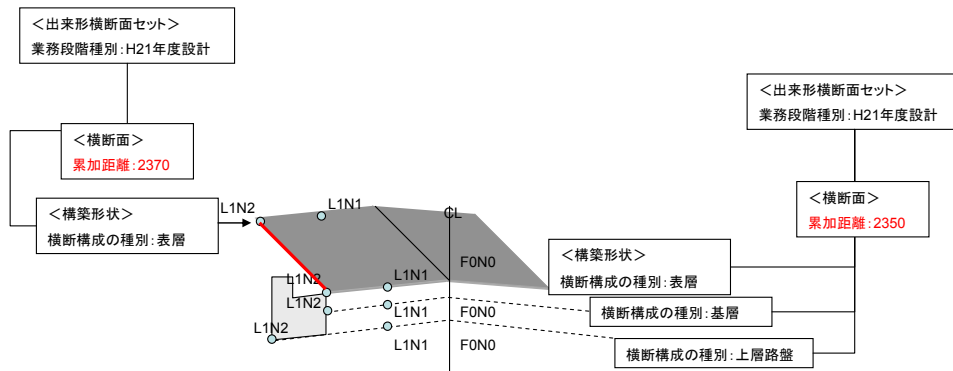 ＜出来形横断面セット＞
業務段階種別：H21年度設計
＜横断面＞
累加距離：2370
＜構築形状＞
横断構成の種別：表層
L1N2
L1N1
CL
F0N0
L1N2
L1N1
L1N2
L1N1
F0N0
L1N2
L1N1
F0N0
＜出来形横断面セット＞
業務段階種別：H21年度設計
＜横断面＞
累加距離：2350
＜構築形状＞
横断構成の種別：表層
横断構成の種別：基層
横断構成の種別：上層路盤